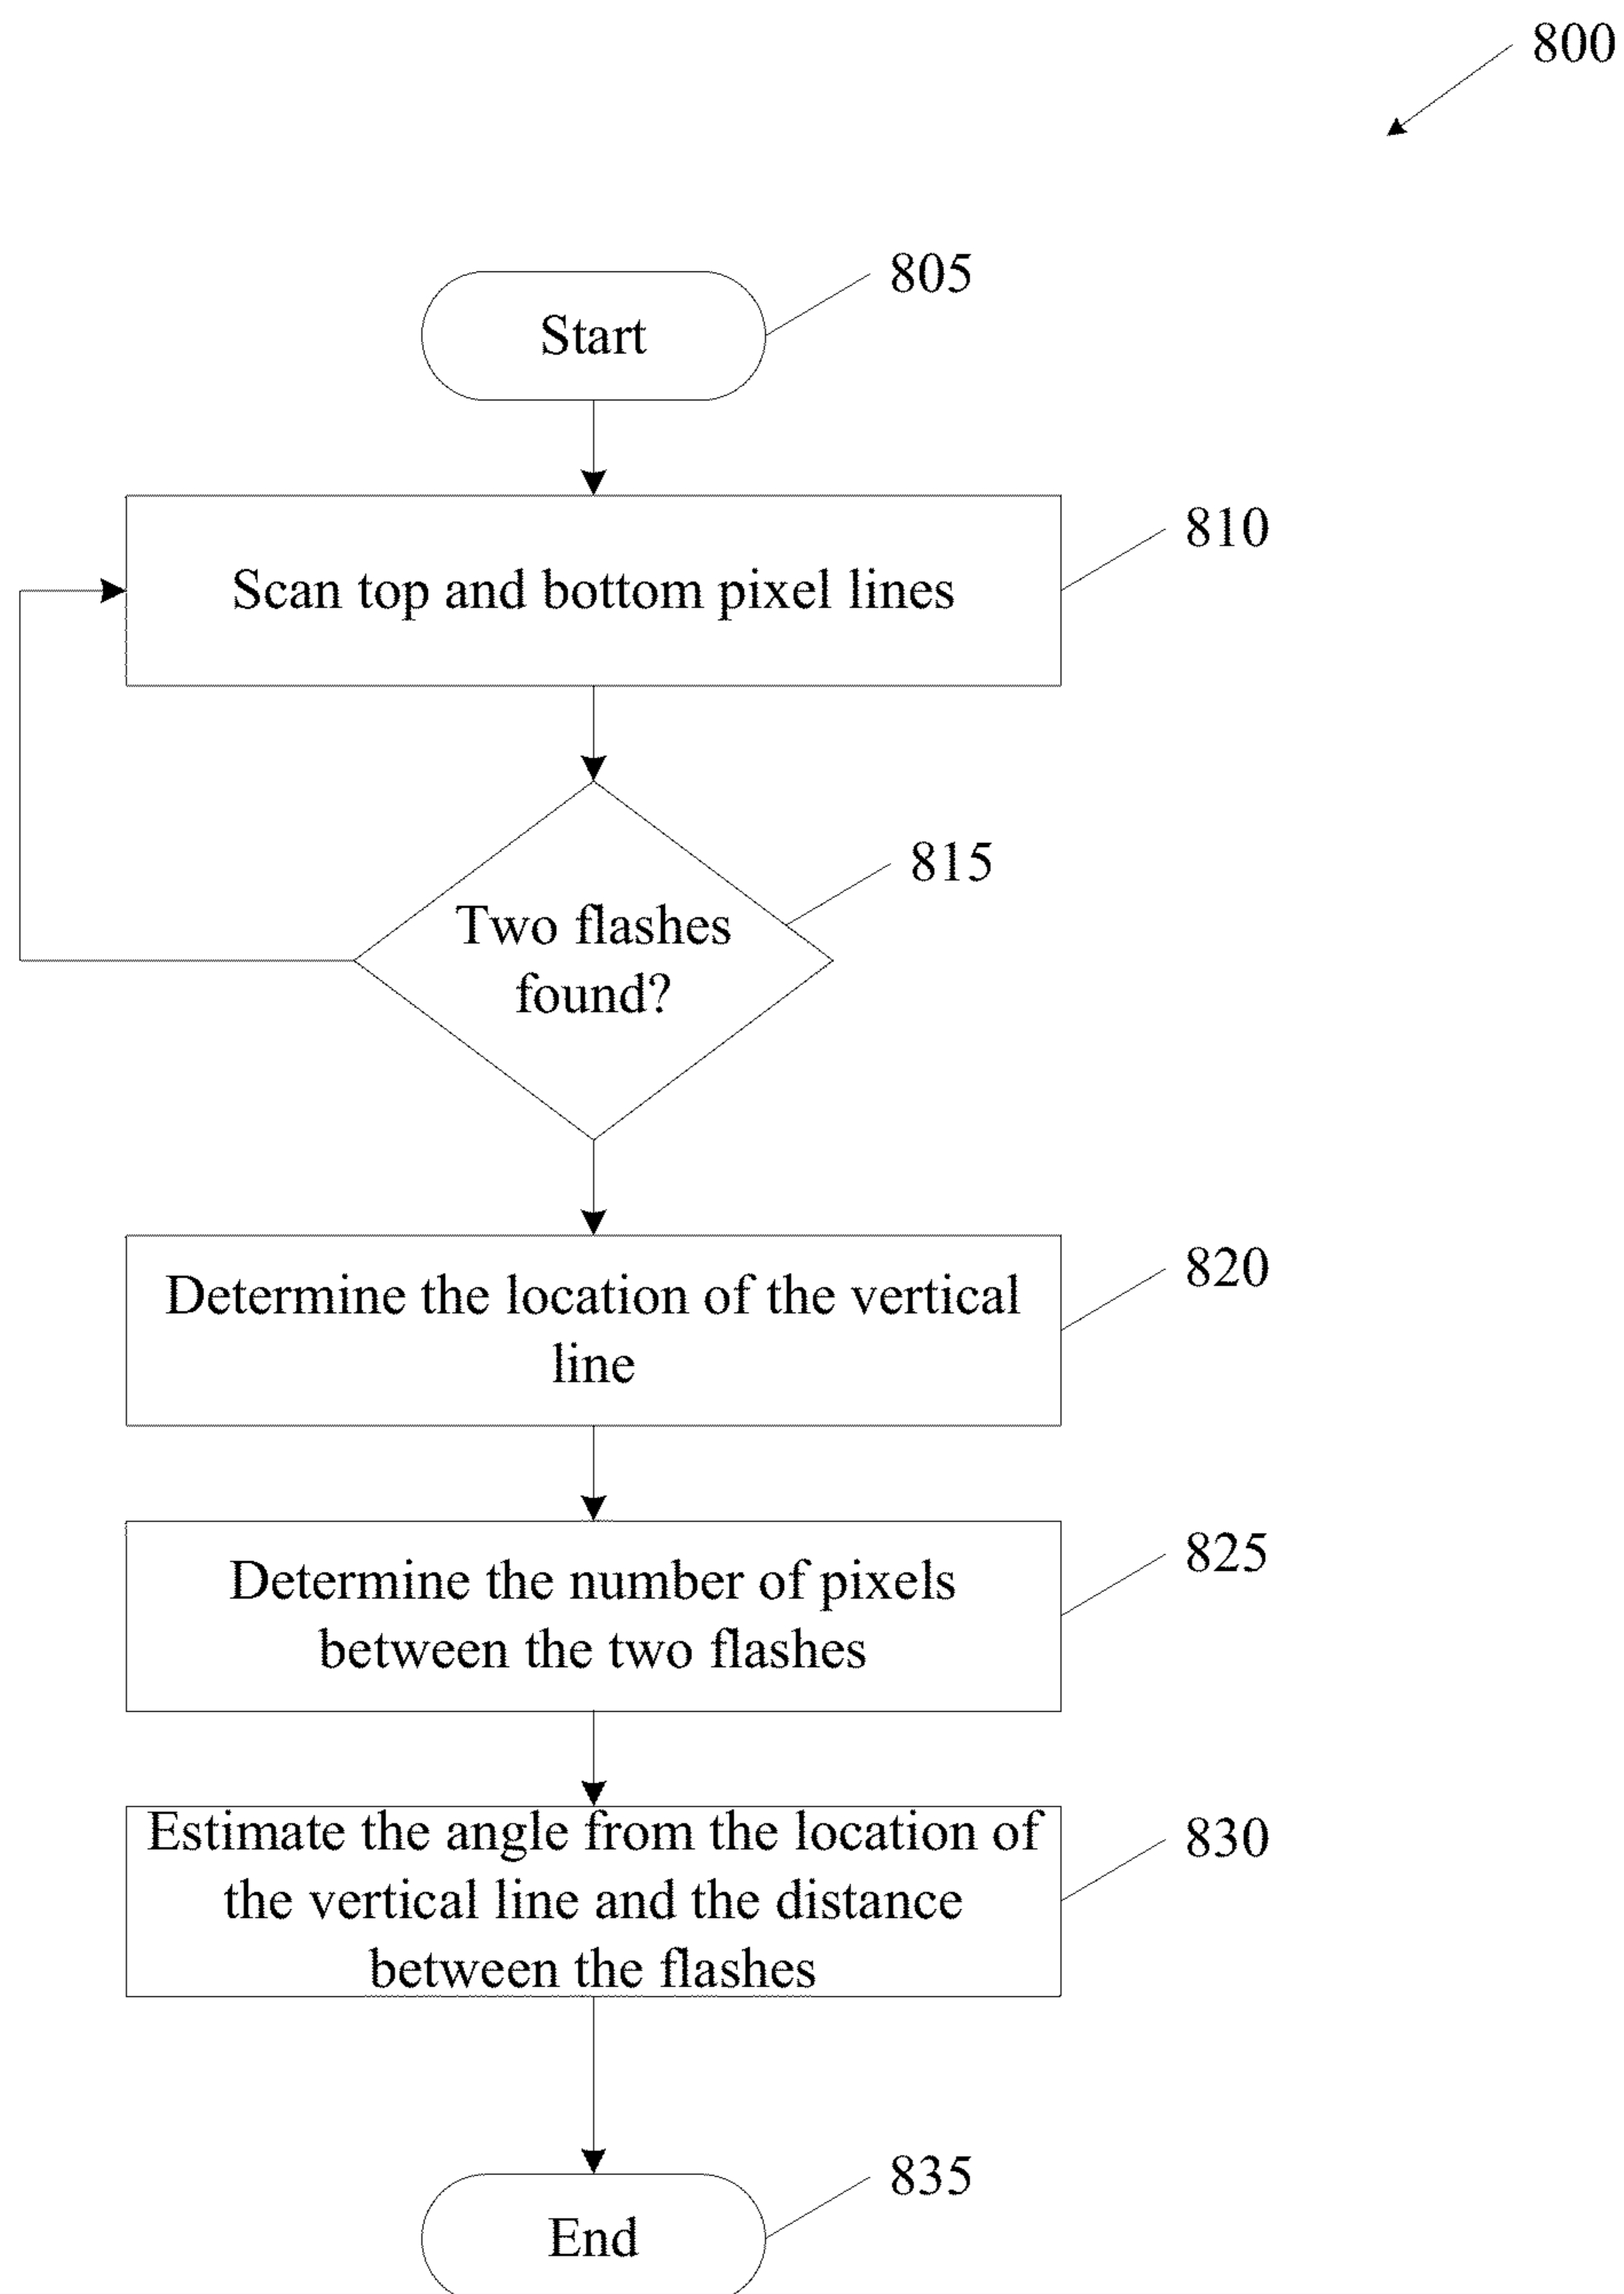 800
805
Start
810
Scan top and bottom pixel lines
815
Two flashes
found?
820
Determine the location of the vertical
line
825
Determine the number of pixels
between the two flashes
830
Estimate the angle from the location of
the vertical line and the distance
between the flashes
835
End